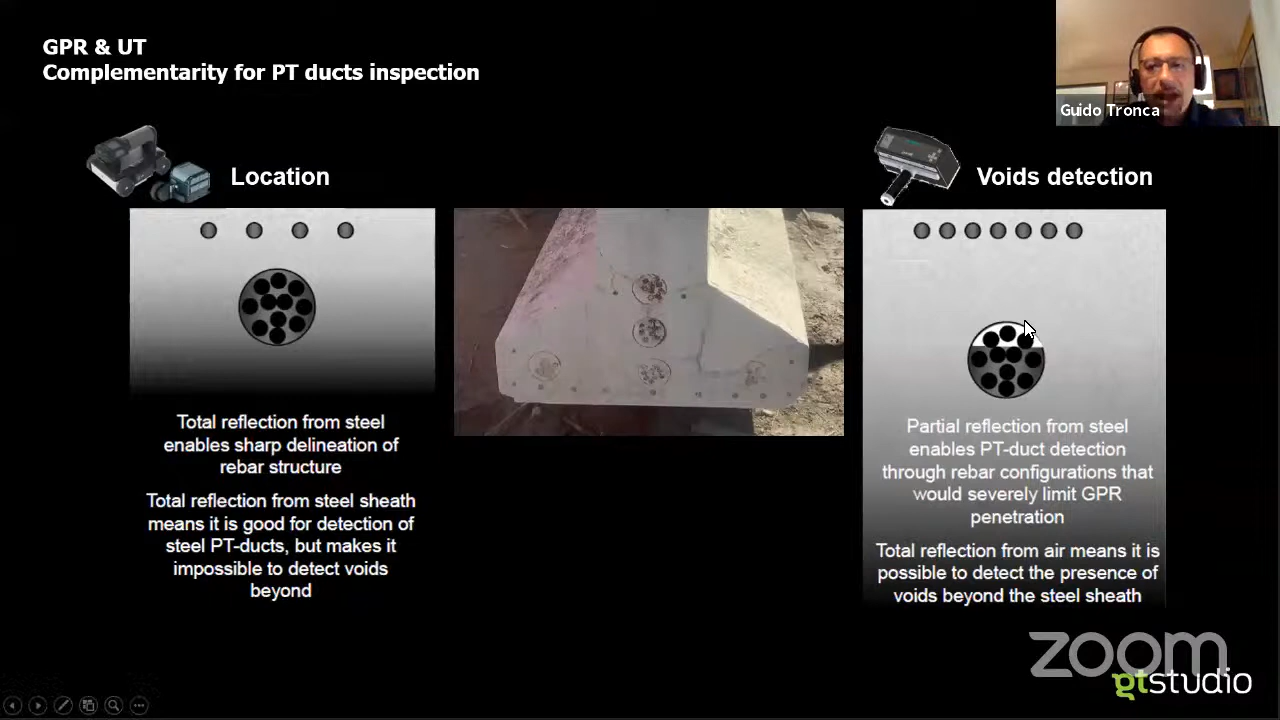 GPR & UT
Complementarity for PT ducts inspection
Guido Tronca
Location
Voids detection
Total reflection from steel
enables sharp delineation of
rebar structure
Total reflection from steel sheath
means it is good for detection of
steel PT-ducts, but makes it
impossible to detect voids
beyond
Partial reflection from steel
enables PT-duct detection
through rebar configurations that
would severely limit GPR
penetration
Total reflection from air means it is
possible to detect the presence of
voids beyond the steel sheath
zoom
gtstudio